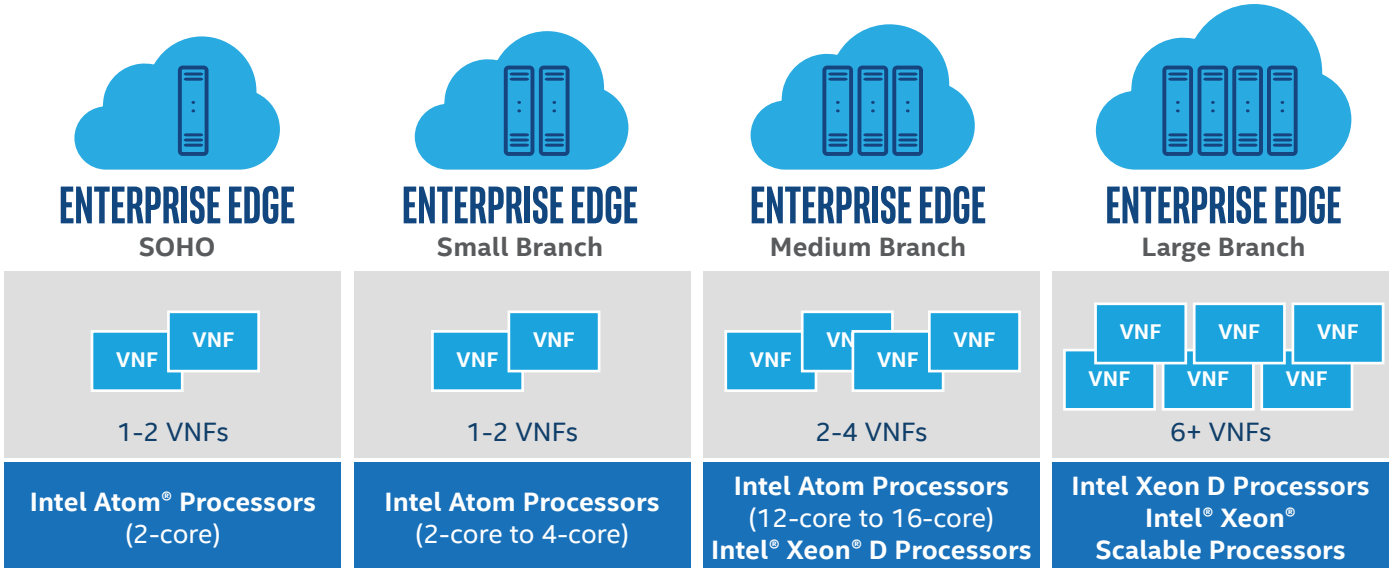 ENTERPRISE EDGE
SOHO
VNF
VNF
1-2 VNFs
Intel Atom® Processors
(2-core)
ENTERPRISE EDGE
Small Branch
VNF
VNF
1-2 VNFs
Intel Atom Processors
(2-core to 4-core)
ENTERPRISE EDGE
Medium Branch
VNF
VN
VNF
VNF
2-4 VNFs
Intel Atom Processors
(12-core to 16-core)
Intel® Xeon® D Processors
ENTERPRISE EDGE
Large Branch
VNF VNF VNF
VNF VNF VNF
6+ VNFs
Intel Xeon D Processors
Intel® Xeon®
Scalable Processors